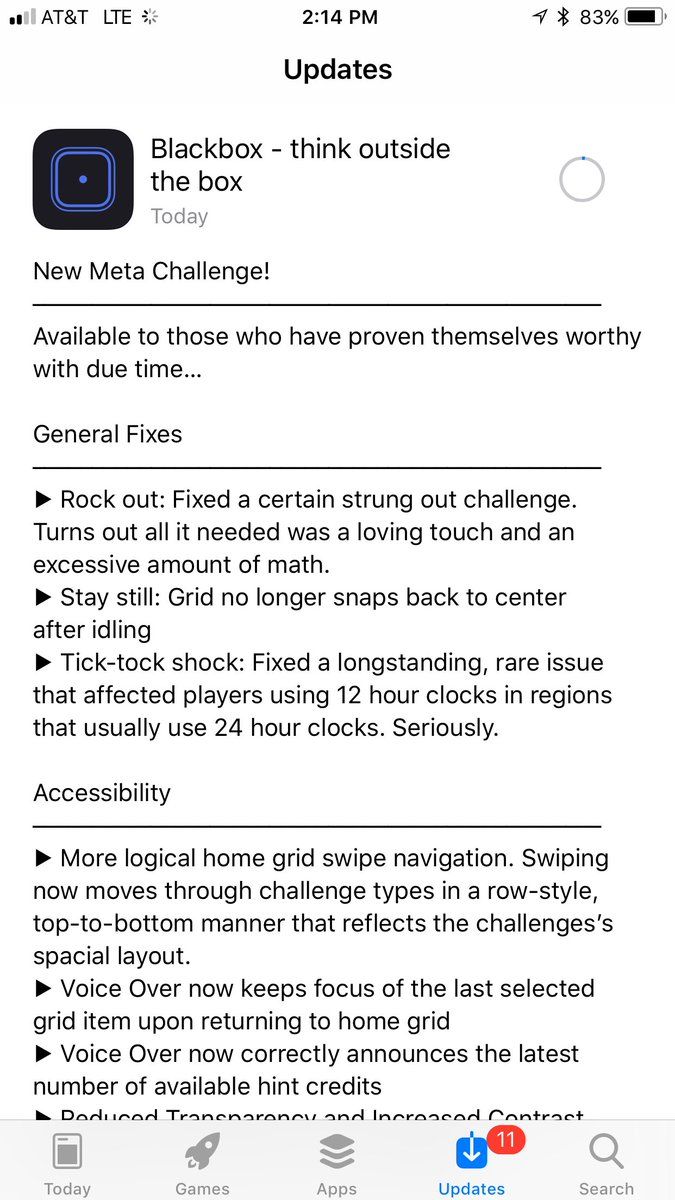 AT&T LTE 2:14 PM 83%
Updates
Blackbox - think outside
the box
Today
New Meta Challenge!
Available to those who have proven themselves worthy
with due time...
General Fixes
▶ Rock out: Fixed a certain strung out challenge.
Turns out all it needed was a loving touch and an
excessive amount of math.
▶ Stay still: Grid no longer snaps back to center
after idling
▶ Tick-tock shock: Fixed a longstanding, rare issue
that affected players using 12 hour clocks in regions
that usually use 24 hour clocks. Seriously.
Accessibility
▶ More logical home grid swipe navigation. Swiping
now moves through challenge types in a row-style,
top-to-bottom manner that reflects the challenges’s
spacial layout.
▶ Voice Over now keeps focus of the last selected
grid item upon returning to home grid
▶ Voice Over now correctly announces the latest
number of available hint credits
▶ Reduced Transparency and Increased Contrast
11
Today Games Apps Updates Search